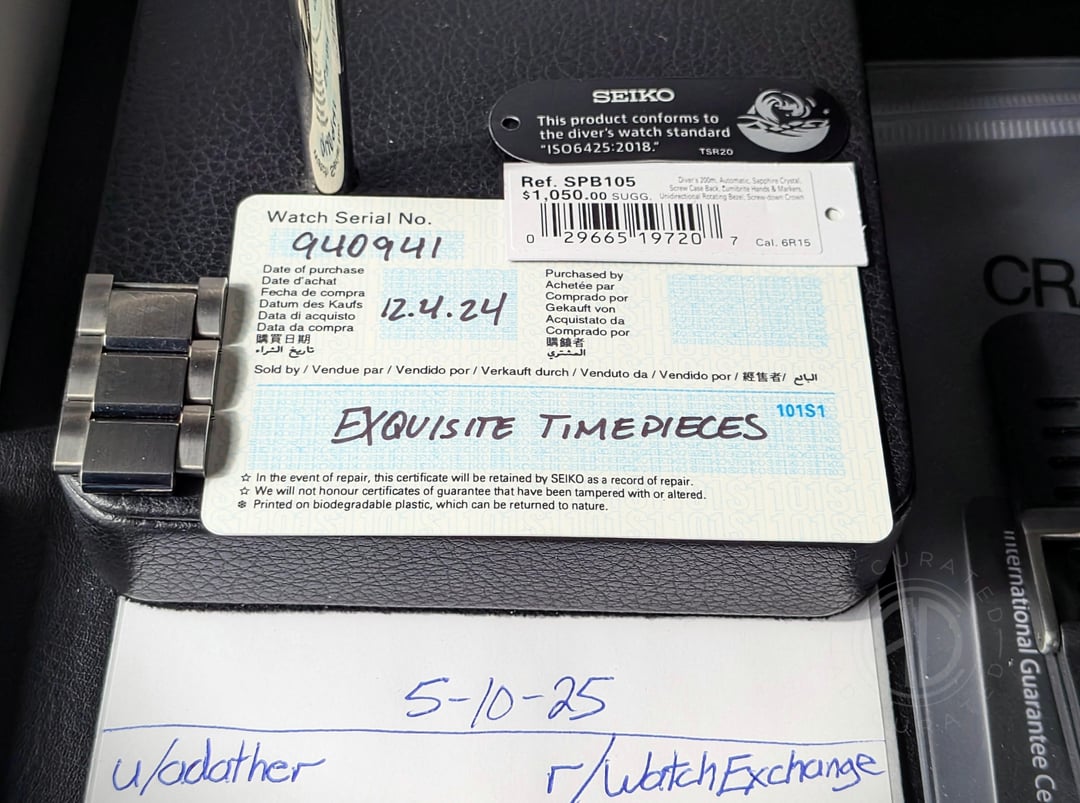 SEIKO
This product conforms to
the diver's watch standard
"ISO6425:2018."
TSR20
Ref. SPB105
$1,050.00 SUGG.
Diver's 200m, Automatic, Sapphire Crystal,
Screw Case Back, Lumibrite Hands & Markers,
Unidirectional Rotating Bezel, Screw-down Crown
0 29665 19720 7
Cal. 6R15
Watch Serial No.
940941
Date of purchase
Date d'achat
Fecha de compra
Datum des Kaufs
Data di acquisto
Data da compra
購買日期
تاريخ الشراء
12.4.24
Purchased by
Achetée par
Comprado por
Gekauft von
Acquistato da
Comprado por
購錶者
المشتري
Sold by / Vendue par / Vendido por / Verkauft durch / Venduto da / Vendido por / 經售者/ البائع
101S1
EXQUISITE TIMEPIECES
☆ In the event of repair, this certificate will be retained by SEIKO as a record of repair.
☆ We will not honour certificates of guarantee that have been tampered with or altered.
❄ Printed on biodegradable plastic, which can be returned to nature.
CR
International Guarantee Ce
5-10-25
u/adather
r/WatchExchange